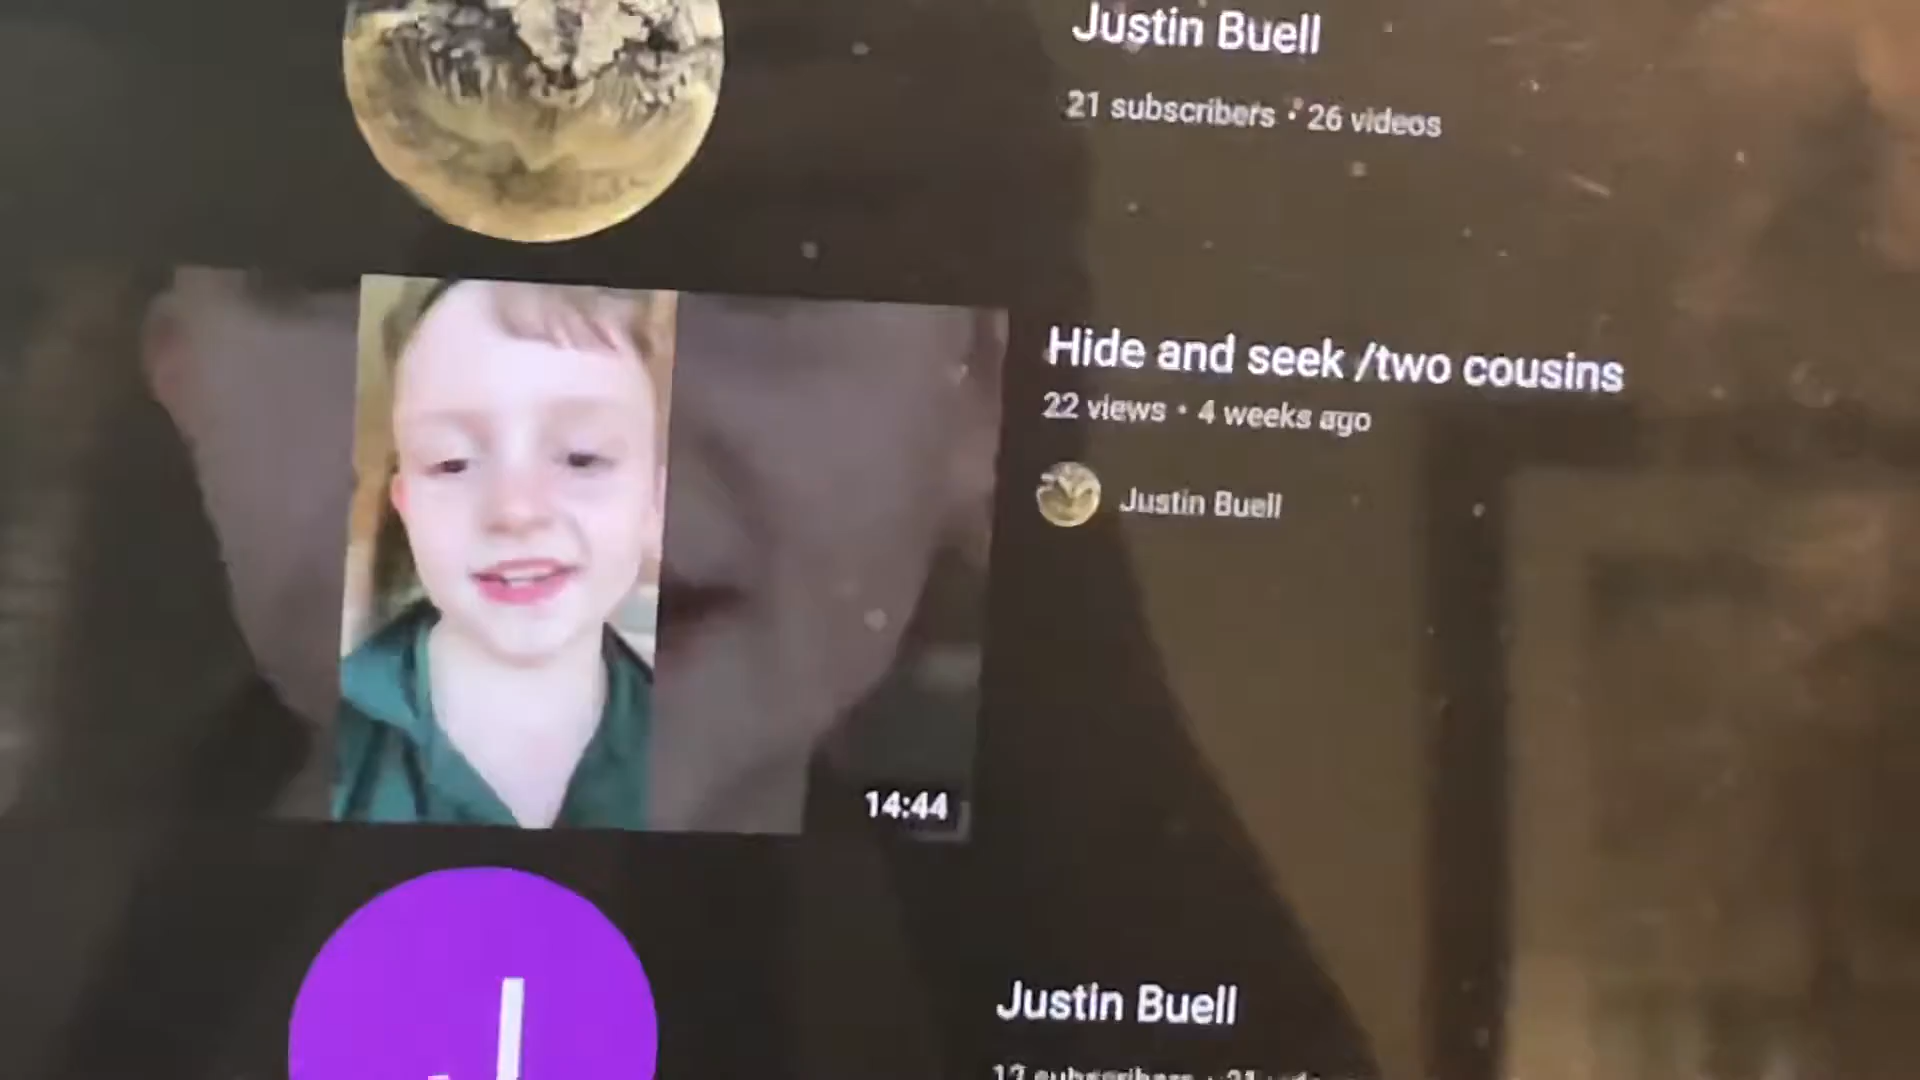 Justin Buell
21 subscribers • 26 videos
Hide and seek /two cousins
22 views • 4 weeks ago
Justin Buell
14:44
J
Justin Buell
subscribers